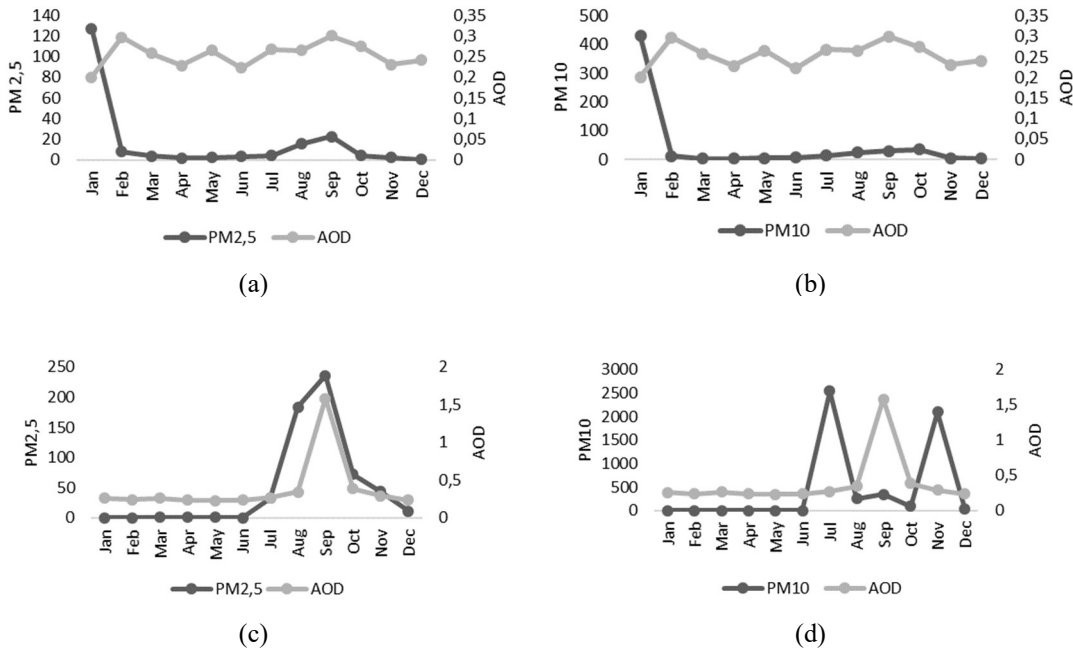 140
120
100
80
60
40
20
0
PM 2,5
0,35
0,3
0,25
0,2
0,15
0,1
0,05
0
AOD
Jan
Feb
Mar
Apr
May
Jun
Jul
Aug
Sep
Oct
Nov
Dec
PM2,5 AOD
(a)
500
400
300
200
100
0
PM 10
0,35
0,3
0,25
0,2
0,15
0,1
0,05
0
AOD
Jan
Feb
Mar
Apr
May
Jun
Jul
Aug
Sep
Oct
Nov
Dec
PM10 AOD
(b)
250
200
150
100
50
0
PM2,5
2
1,5
1
0,5
0
AOD
Jan
Feb
Mar
Apr
May
Jun
Jul
Aug
Sep
Oct
Nov
Dec
PM2,5 AOD
(c)
3000
2500
2000
1500
1000
500
0
PM10
2
1,5
1
0,5
0
AOD
Jan
Feb
Mar
Apr
May
Jun
Jul
Aug
Sep
Oct
Nov
Dec
PM10 AOD
(d)